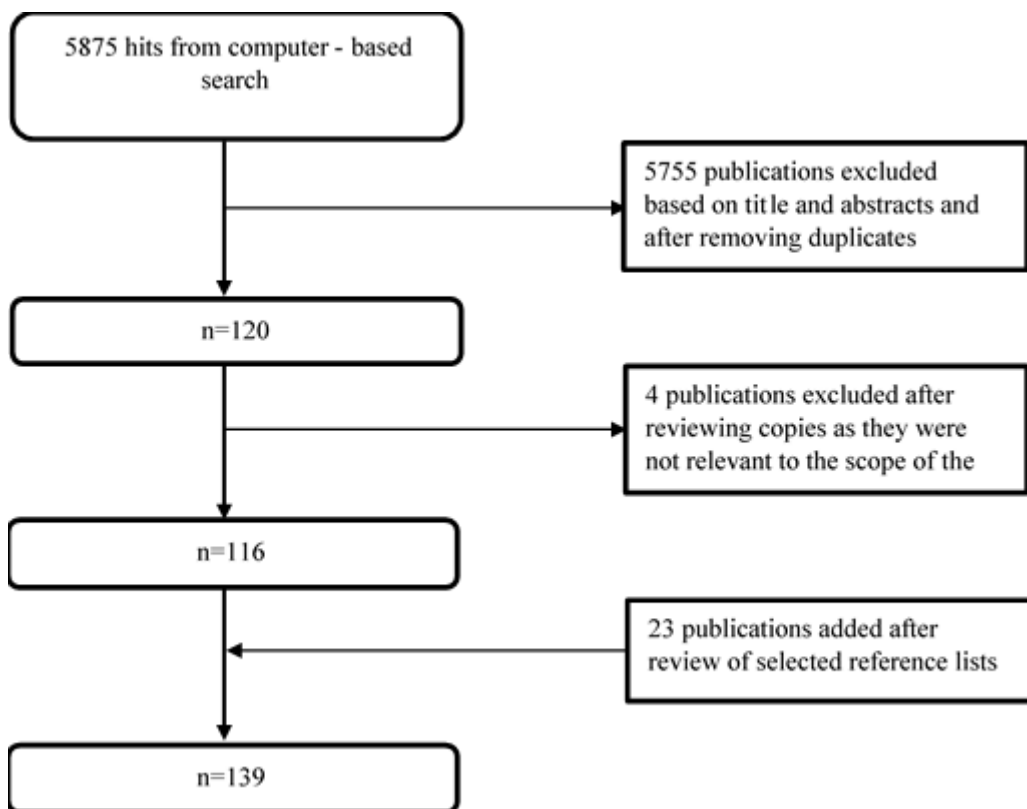 5875 hits from computer - based
search
5755 publications excluded
based on title and abstracts and
after removing duplicates
n=120
4 publications excluded after
reviewing copies as they were
not relevant to the scope of the
n=116
23 publications added after
review of selected reference lists
n=139